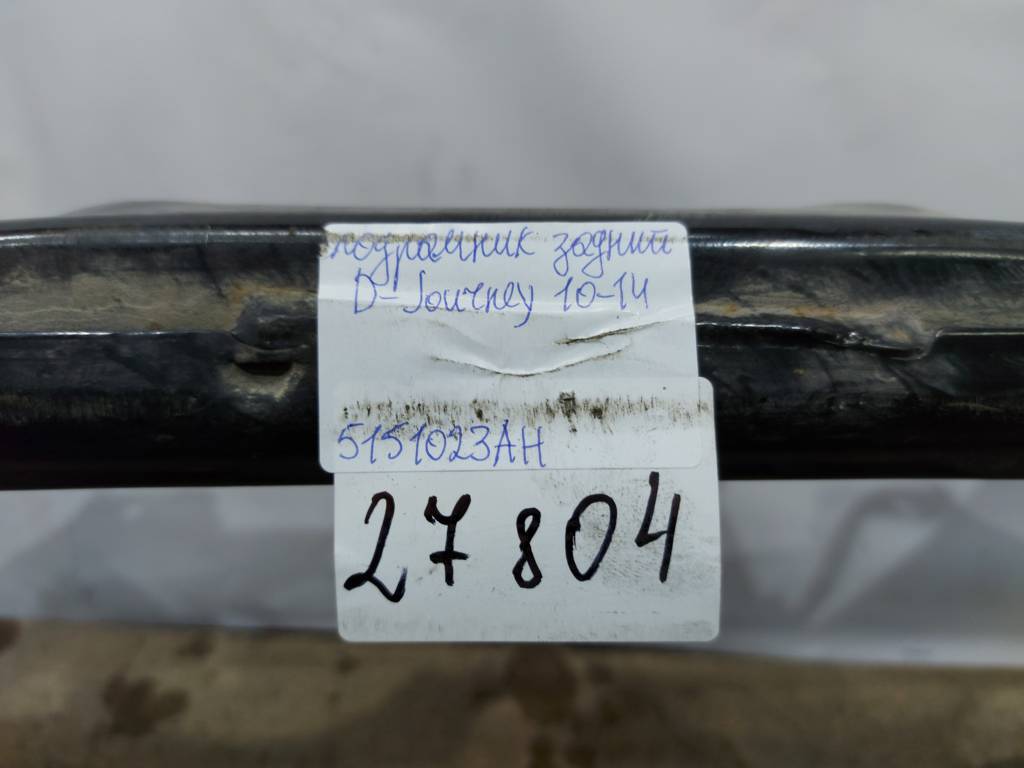 подрамник задний
D-Journey 10-14
5151023AH
27804